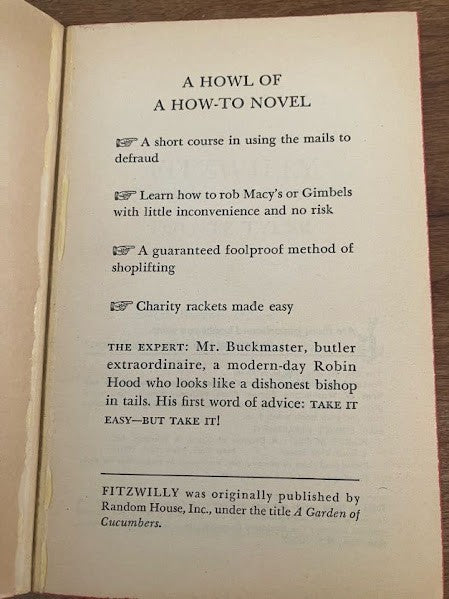 A HOWL OF
A HOW-TO NOVEL
☞ A short course in using the mails to
defraud
☞ Learn how to rob Macy's or Gimbels
with little inconvenience and no risk
☞ A guaranteed foolproof method of
shoplifting
☞ Charity rackets made easy
THE EXPERT: Mr. Buckmaster, butler
extraordinaire, a modern-day Robin
Hood who looks like a dishonest bishop
in tails. His first word of advice: TAKE IT
EASY—BUT TAKE IT!
FITZWILLY was originally published by
Random House, Inc., under the title A Garden of
Cucumbers.